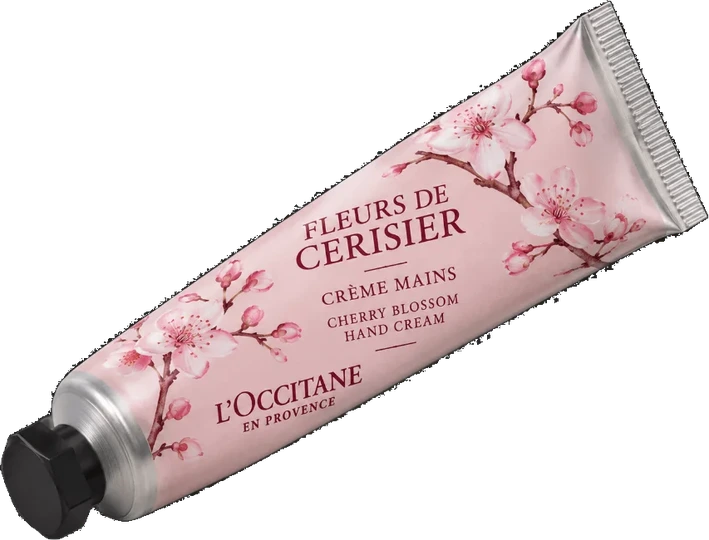 FLEURS DE
CERISIER
CRÈME MAINS
CHERRY BLOSSOM
HAND CREAM
L'OCCITANE
EN PROVENCE